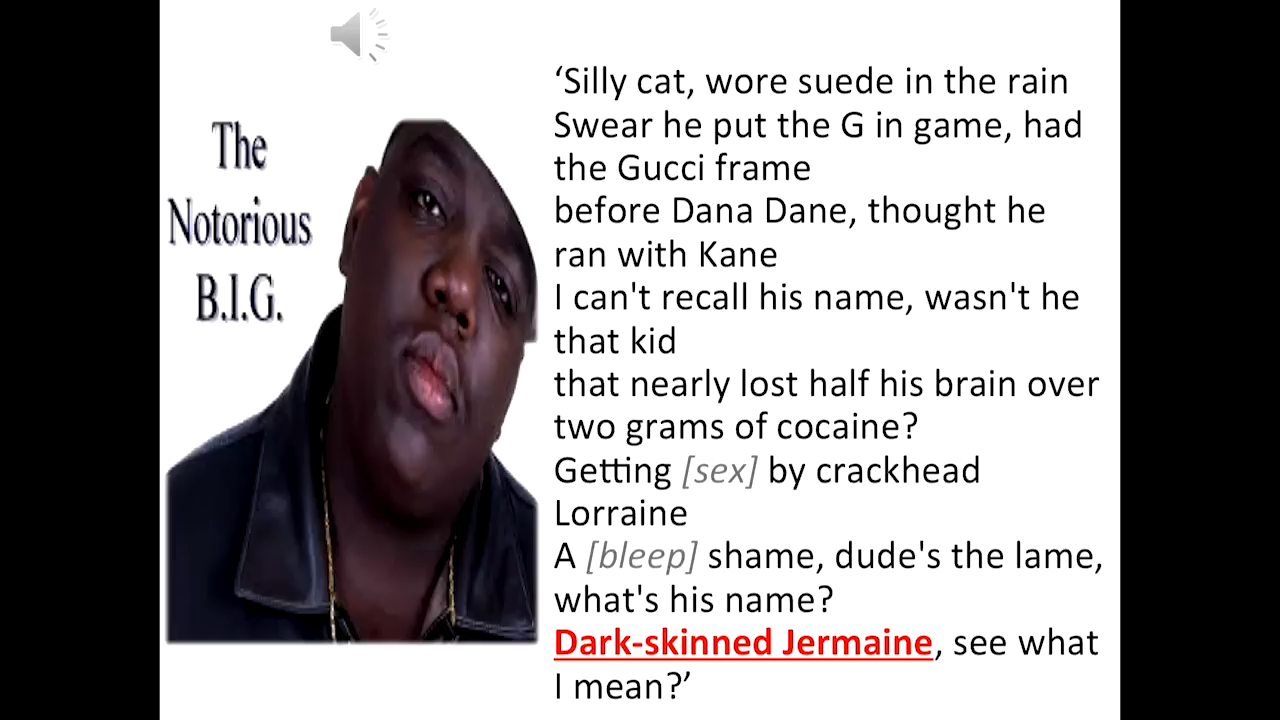 The
Notorious
B.I.G.
‘Silly cat, wore suede in the rain
Swear he put the G in game, had
the Gucci frame
before Dana Dane, thought he
ran with Kane
I can't recall his name, wasn't he
that kid
that nearly lost half his brain over
two grams of cocaine?
Getting [sex] by crackhead
Lorraine
A [bleep] shame, dude's the lame,
what's his name?
Dark-skinned Jermaine, see what
I mean?’